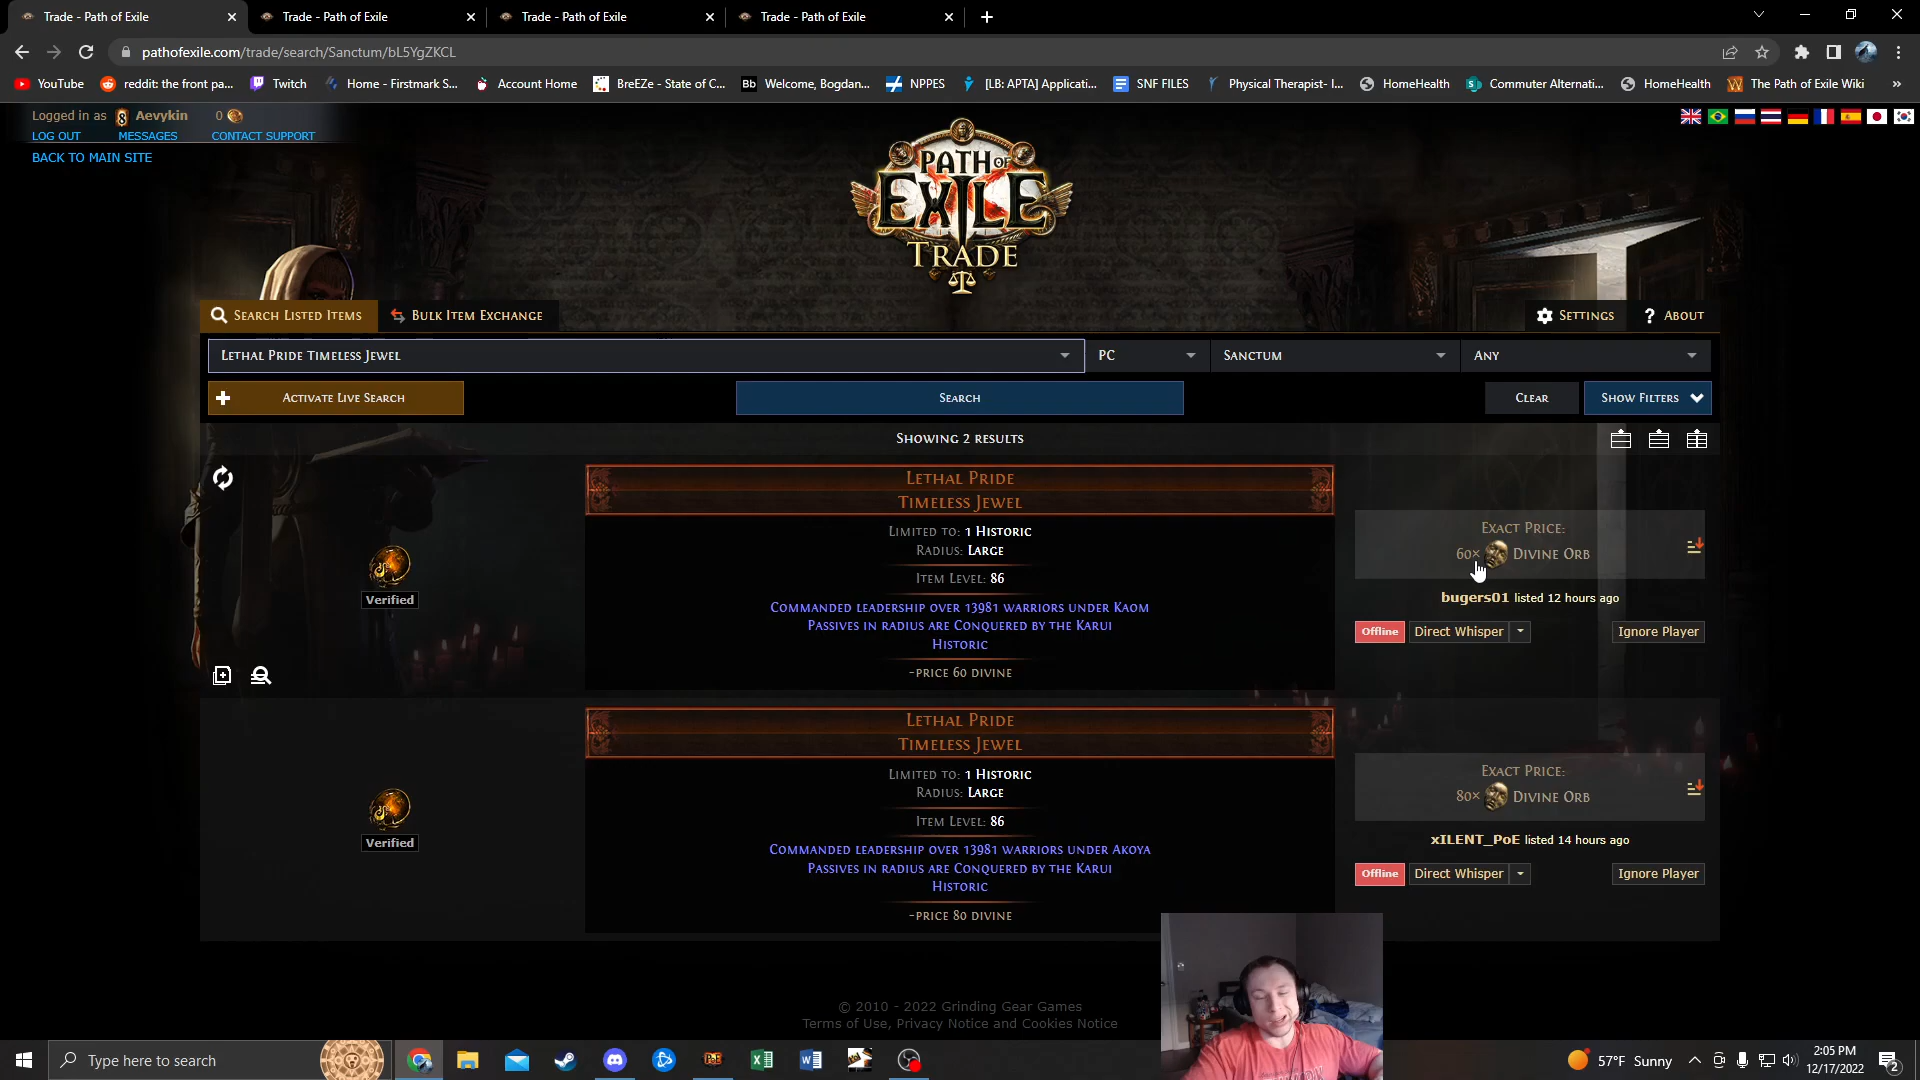 Trade - Path of Exile
Trade - Path of Exile
Trade - Path of Exile
Trade - Path of Exile
pathofexile.com/trade/search/Sanctum/bL5YgZKCL
YouTube
reddit: the front pa...
Twitch
Home - Firstmark S...
Account Home
BreEZe - State of C...
Bb
Welcome, Bogdan...
NPPES
[LB: APTA] Applicati...
SNF FILES
Physical Therapist- I...
HomeHealth
Commuter Alternati...
HomeHealth
The Path of Exile Wiki
»
Logged in as 8 Aevykin 0
LOG OUT MESSAGES CONTACT SUPPORT
BACK TO MAIN SITE
PATH OF
EXILE
TRADE
Search Listed Items
Bulk Item Exchange
Settings
? About
Lethal Pride Timeless Jewel
PC
Sanctum
Any
Activate Live Search
Search
Clear
Show Filters
Showing 2 results
Lethal Pride
Timeless Jewel
Limited to: 1 Historic
Radius: Large
Item Level: 86
Commanded leadership over 13981 warriors under Kaom
Passives in radius are Conquered by the Karui
Historic
~price 60 divine
Verified
Exact Price:
60× Divine Orb
bugers01 listed 12 hours ago
Offline
Direct Whisper
Ignore Player
Lethal Pride
Timeless Jewel
Limited to: 1 Historic
Radius: Large
Item Level: 86
Commanded leadership over 13981 warriors under Akoya
Passives in radius are Conquered by the Karui
Historic
~price 80 divine
Verified
Exact Price:
80× Divine Orb
xILENT_PoE listed 14 hours ago
Offline
Direct Whisper
Ignore Player
© 2010 - 2022 Grinding Gear Games
Terms of Use, Privacy Notice and Cookies Notice
Type here to search
PoE
57°F Sunny
2:05 PM
12/17/2022
2